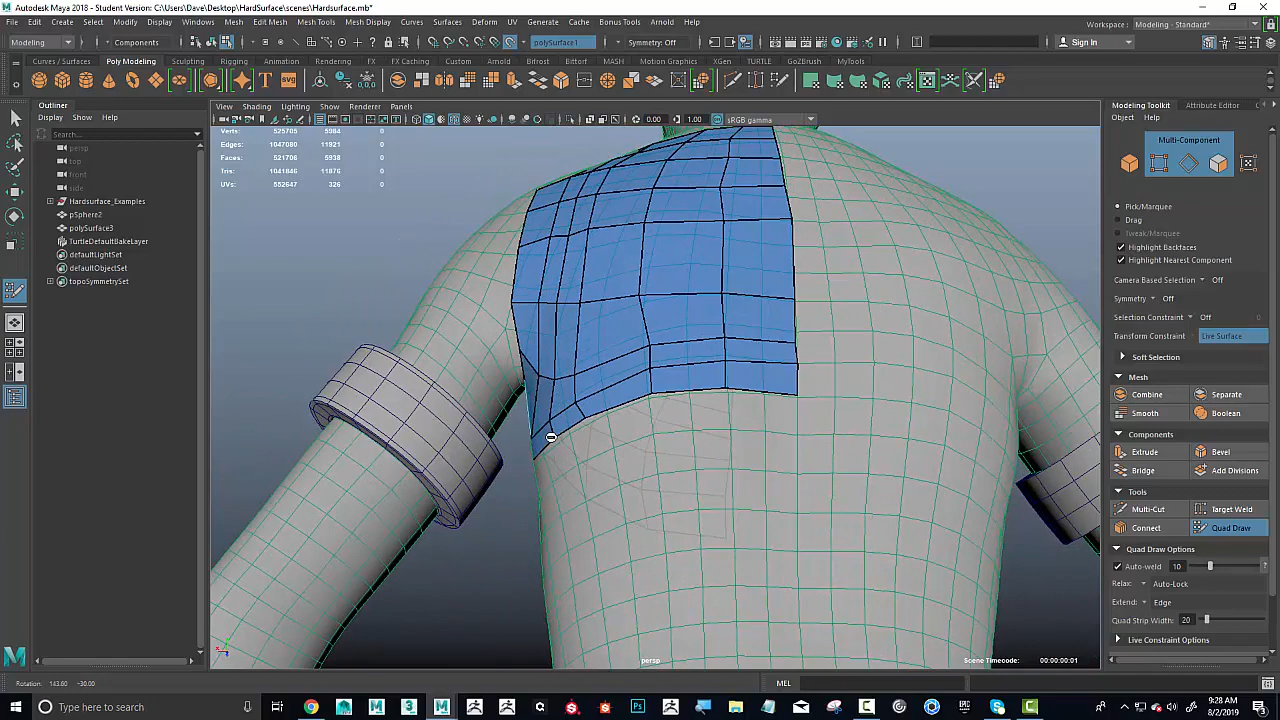 Autodesk Maya 2018 - Student Version: C:\Users\Dave\Desktop\HardSurface\scenes\Hardsurface.mb*
File Edit Create Select Modify Display Windows Mesh Edit Mesh Mesh Tools Mesh Display Curves Surfaces Deform UV Generate Cache Bonus Tools Arnold Help
Workspace : Modeling - Standard*
Modeling Components polySurface1 Symmetry: Off Sign In
Curves / Surfaces Poly Modeling Sculpting Rigging Animation Rendering FX FX Caching Custom Arnold Bifrost Bittorf MASH Motion Graphics XGen TURTLE GoZBrush MyTools
Outliner
Display Show Help
Search...
persp
top
front
side
Hardsurface_Examples
pSphere2
polySurface3
TurtleDefaultBakeLayer
defaultLightSet
defaultObjectSet
topoSymmetrySet
View Shading Lighting Show Renderer Panels
0.00 1.00 sRGB gamma
Verts: 525705 5984 0
Edges: 1047080 11921 0
Faces: 521706 5938 0
Tris: 1041846 11876 0
UVs: 552647 326 0
persp
Scene Timecode: 00:00:00:01
Modeling Toolkit Attribute Editor
Object Help
Multi-Component
Pick/Marquee
Drag
Tweak/Marquee
Highlight Backfaces
Highlight Nearest Component
Camera Based Selection Off
Symmetry Off
Selection Constraint Off
Transform Constraint Live Surface
Soft Selection
Mesh
Combine Separate
Smooth Boolean
Components
Extrude Bevel
Bridge Add Divisions
Tools
Multi-Cut Target Weld
Connect Quad Draw
Quad Draw Options
Auto-weld 10
Relax: Auto-Lock
Extend: Edge
Quad Strip Width: 20
Live Constraint Options
Rotation: 143.60 -30.00
MEL
Type here to search
9:28 AM
8/2/2019